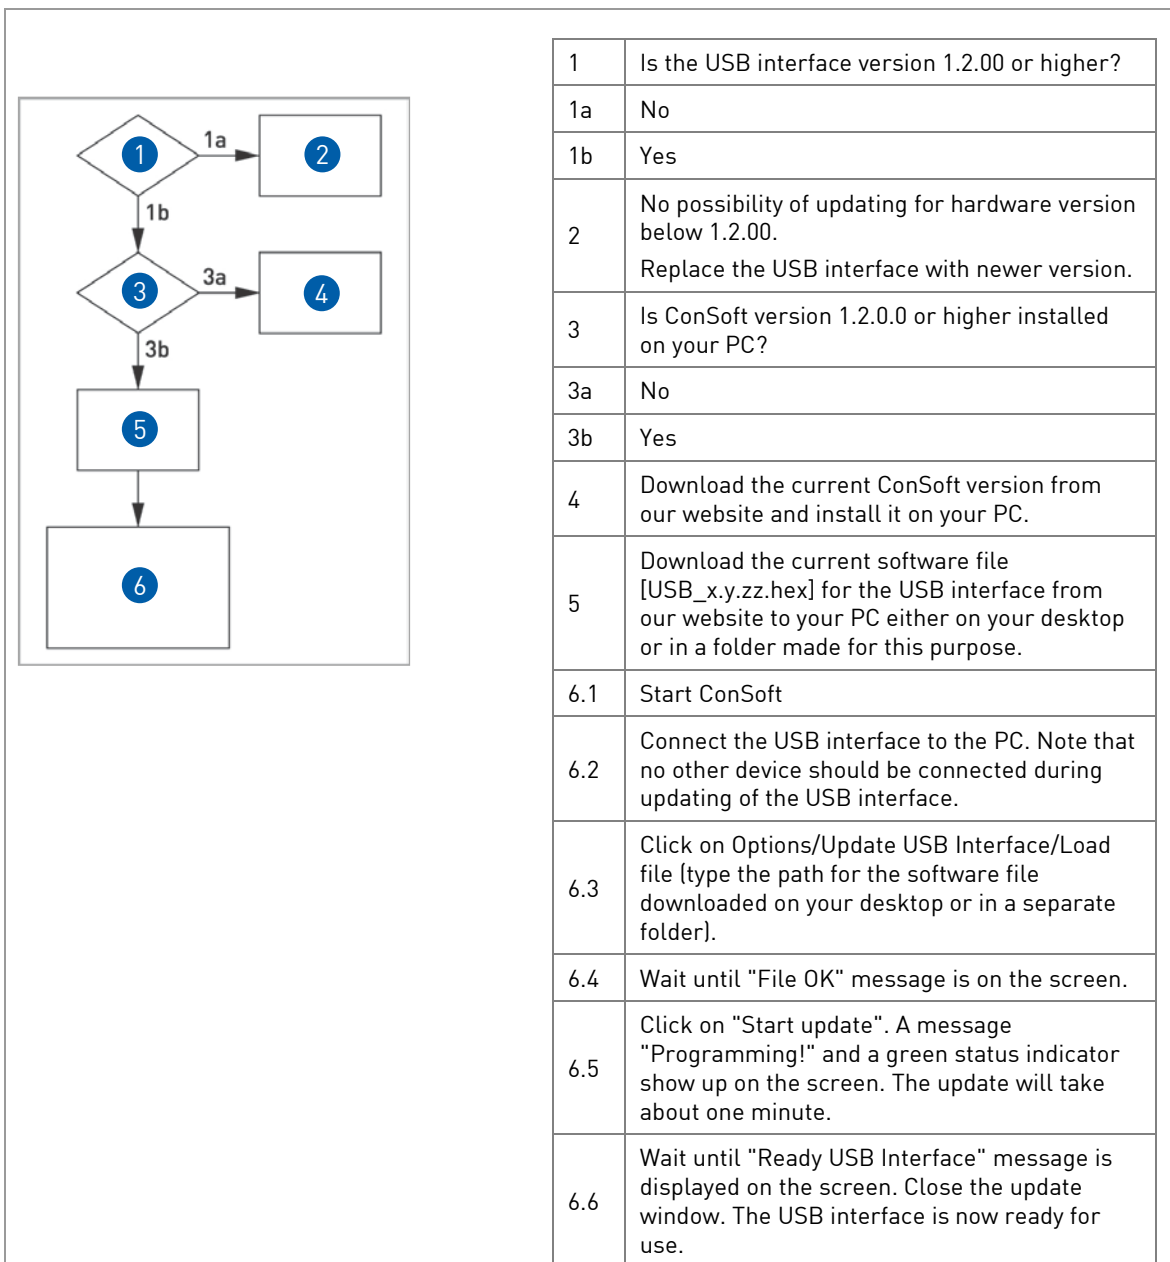 1
1a
2
1b
3
3a
4
3b
5
6
1 Is the USB interface version 1.2.00 or higher?
1a No
1b Yes
2 No possibility of updating for hardware version
below 1.2.00.
Replace the USB interface with newer version.
3 Is ConSoft version 1.2.0.0 or higher installed
on your PC?
3a No
3b Yes
4 Download the current ConSoft version from
our website and install it on your PC.
5 Download the current software file
[USB_x.y.zz.hex] for the USB interface from
our website to your PC either on your desktop
or in a folder made for this purpose.
6.1 Start ConSoft
6.2 Connect the USB interface to the PC. Note that
no other device should be connected during
updating of the USB interface.
6.3 Click on Options/Update USB Interface/Load
file (type the path for the software file
downloaded on your desktop or in a separate
folder).
6.4 Wait until "File OK" message is on the screen.
6.5 Click on "Start update". A message
"Programming!" and a green status indicator
show up on the screen. The update will take
about one minute.
6.6 Wait until "Ready USB Interface" message is
displayed on the screen. Close the update
window. The USB interface is now ready for
use.